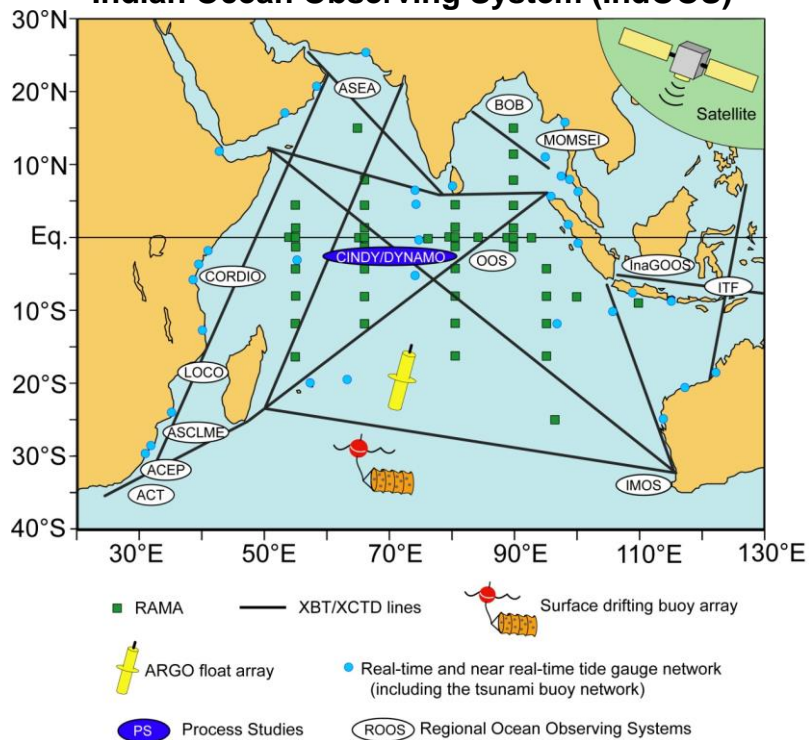 Indian Ocean Observing System (IndOOS)
30°N
20°N
10°N
Eq.
10°S
20°S
30°S
40°S
30°E
50°E
70°E
90°E
110°E
130°E
ASEA
BOB
MOMSEI
Satellite
CINDY/DYNAMO
OOS
InaGOOS
ITF
CORDIO
LOCO
ASCLME
ACEP
ACT
IMOS
RAMA
XBT/XCTD lines
Surface drifting buoy array
ARGO float array
Real-time and near real-time tide gauge network
(including the tsunami buoy network)
PS
Process Studies
ROOS
Regional Ocean Observing Systems